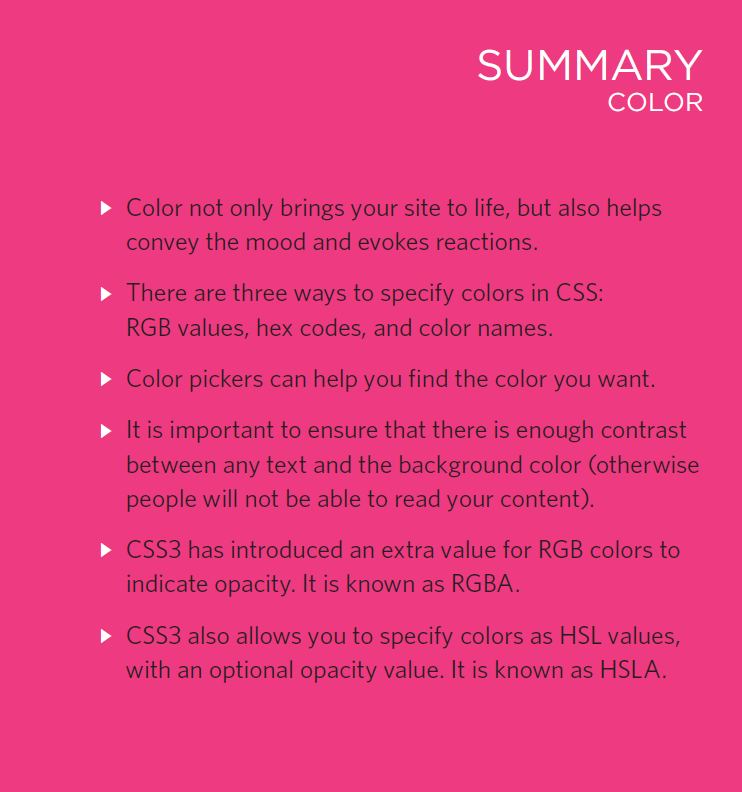 SUMMARY
COLOR
Color not only brings your site to life, but also helps
convey the mood and evokes reactions.
There are three ways to specify colors in CSS:
RGB values, hex codes, and color names.
Color pickers can help you find the color you want.
It is important to ensure that there is enough contrast
between any text and the background color (otherwise
people will not be able to read your content).
CSS3 has introduced an extra value for RGB colors to
indicate opacity. It is known as RGBA.
CSS3 also allows you to specify colors as HSL values,
with an optional opacity value. It is known as HSLA.